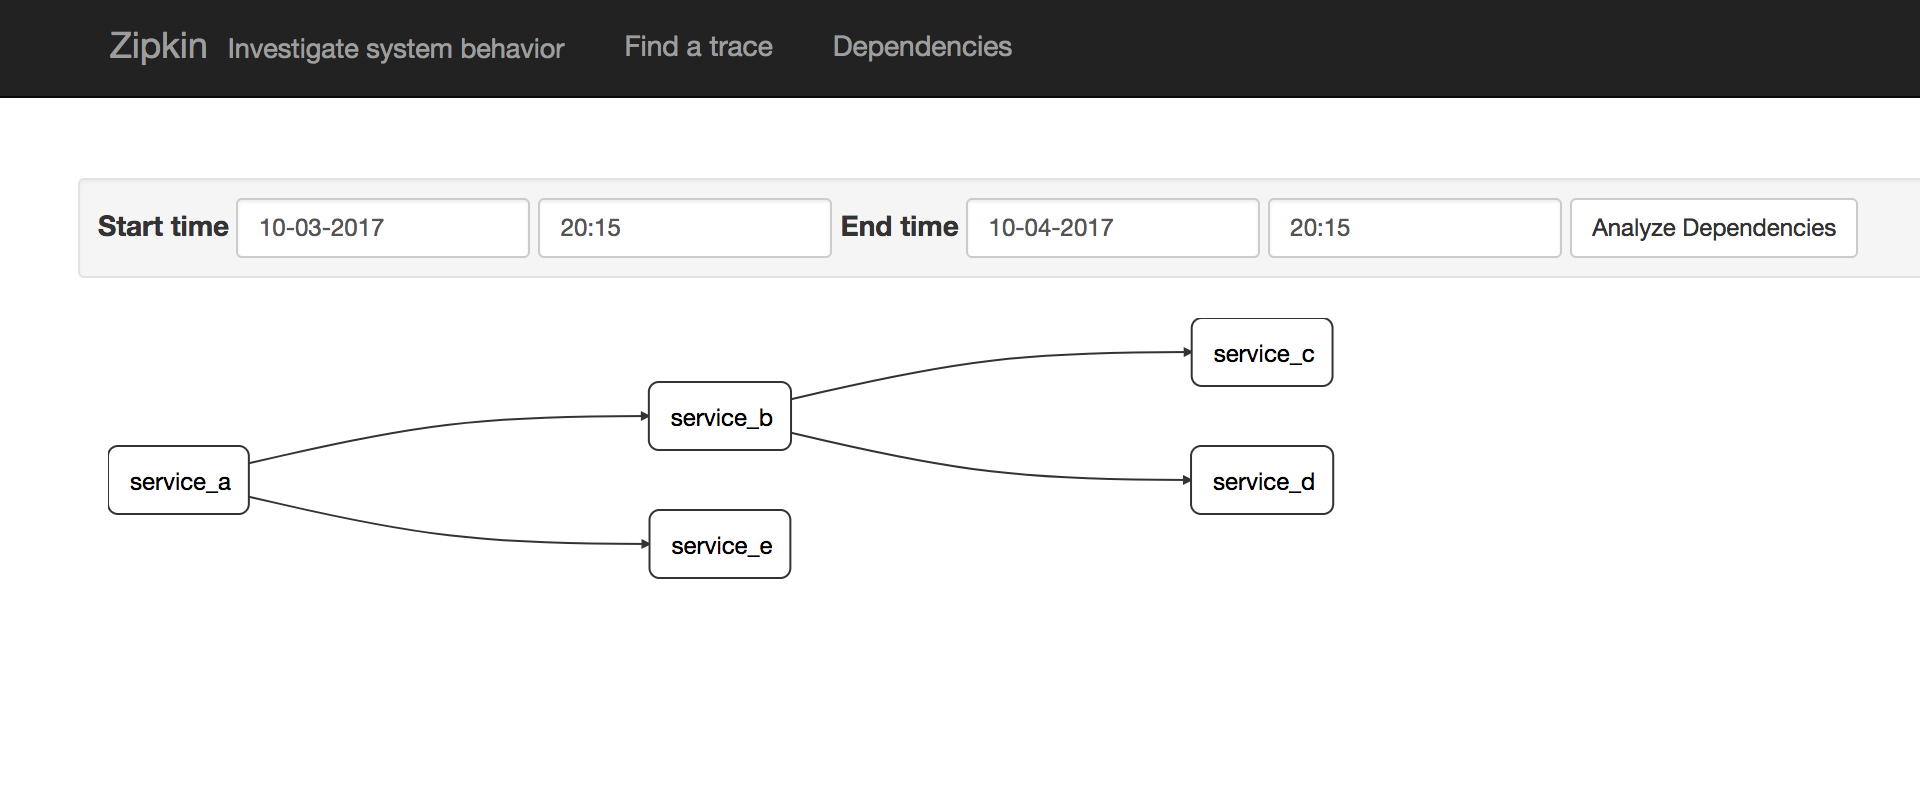 Zipkin Investigate system behavior Find a trace Dependencies
Start time 10-03-2017 20:15 End time 10-04-2017 20:15 Analyze Dependencies
service_c
service_b
service_a
service_d
service_e